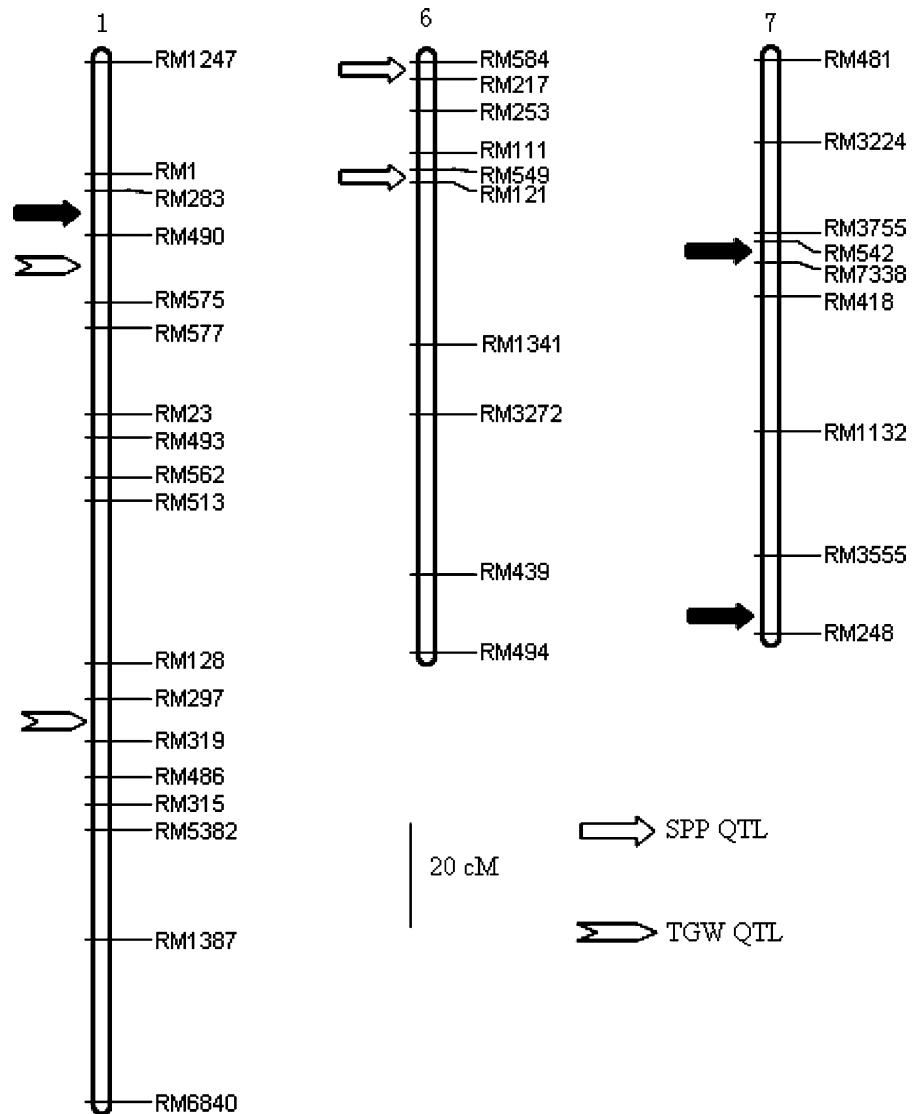 1
RM1247
RM1
RM283
RM490
RM575
RM577
RM23
RM493
RM562
RM513
RM128
RM297
RM319
RM486
RM315
RM5382
RM1387
RM6840
6
RM584
RM217
RM253
RM111
RM549
RM121
RM1341
RM3272
RM439
RM494
7
RM481
RM3224
RM3755
RM542
RM7338
RM418
RM1132
RM3555
RM248
20 cM
SPP QTL
TGW QTL